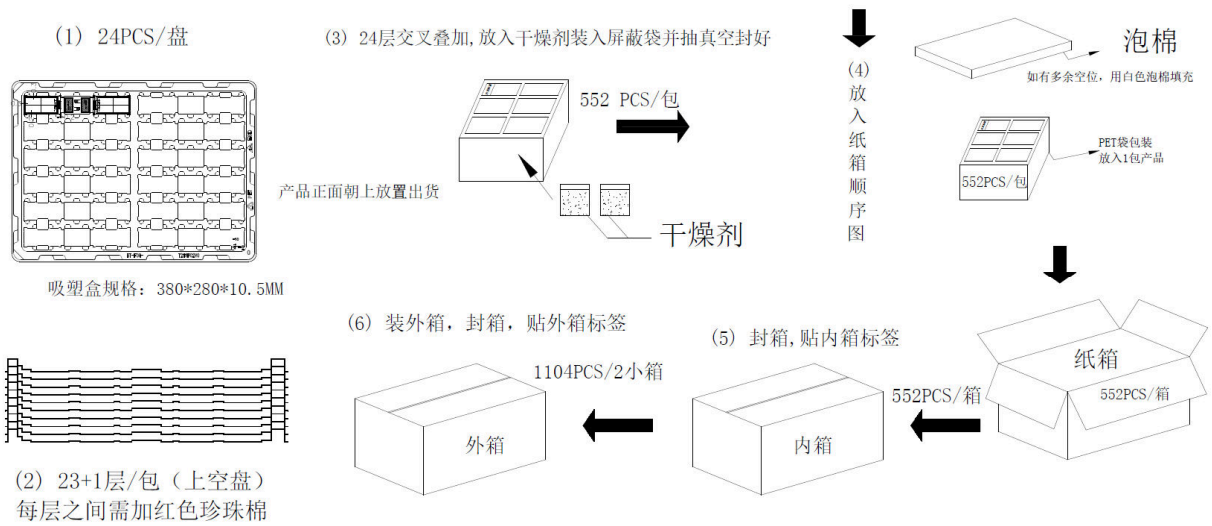 (1) 24PCS/盘
吸塑盒规格: 380*280*10.5MM
(2) 23+1层/包（上空盘）
每层之间需加红色珍珠棉
(3) 24层交叉叠加,放入干燥剂装入屏蔽袋并抽真空封好
552 PCS/包
产品正面朝上放置出货
干燥剂
(4)
放
入
纸
箱
顺
序
图
泡棉
如有多余空位，用白色泡棉填充
PET袋包装
放入1包产品
552PCS/包
纸箱
552PCS/箱
552PCS/箱
(5) 封箱,贴内箱标签
内箱
1104PCS/2小箱
(6) 装外箱，封箱，贴外箱标签
外箱